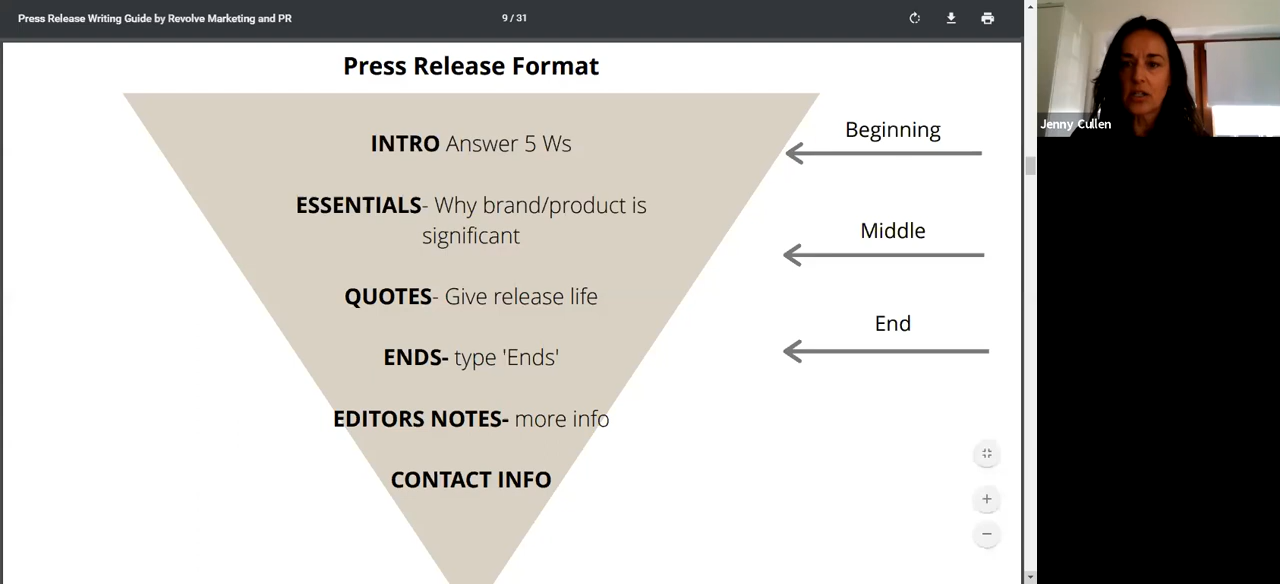 Press Release Writing Guide by Revolve Marketing and PR
9 / 31
Press Release Format
INTRO Answer 5 Ws
Beginning
ESSENTIALS- Why brand/product is
significant
Middle
QUOTES- Give release life
End
ENDS- type 'Ends'
EDITORS NOTES- more info
CONTACT INFO
Jenny Cullen